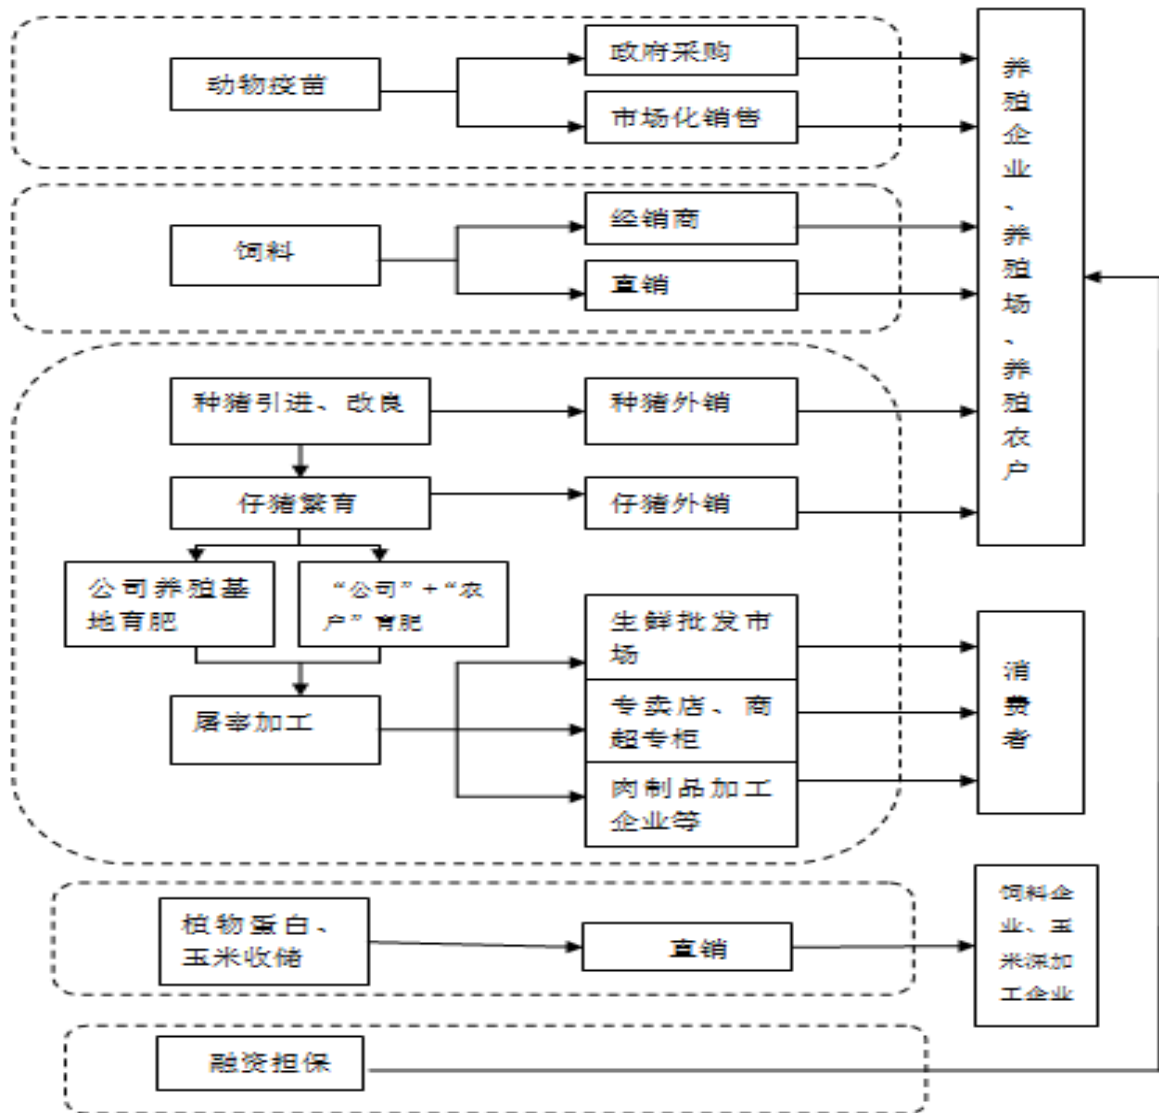 动物疫苗
政府采购
市场化销售
养
殖
企
业
、
养
殖
场
、
养
殖
农
户
饲料
经销商
直销
种猪引进、改良
种猪外销
仔猪繁育
仔猪外销
公司养殖基
地育肥
“公司”+“农
户”育肥
屠宰加工
生鲜批发市
场
专卖店、商
超专柜
肉制品加工
企业等
消
费
者
植物蛋白、
玉米收储
直销
饲料企
业、玉
米深加
工企业
融资担保